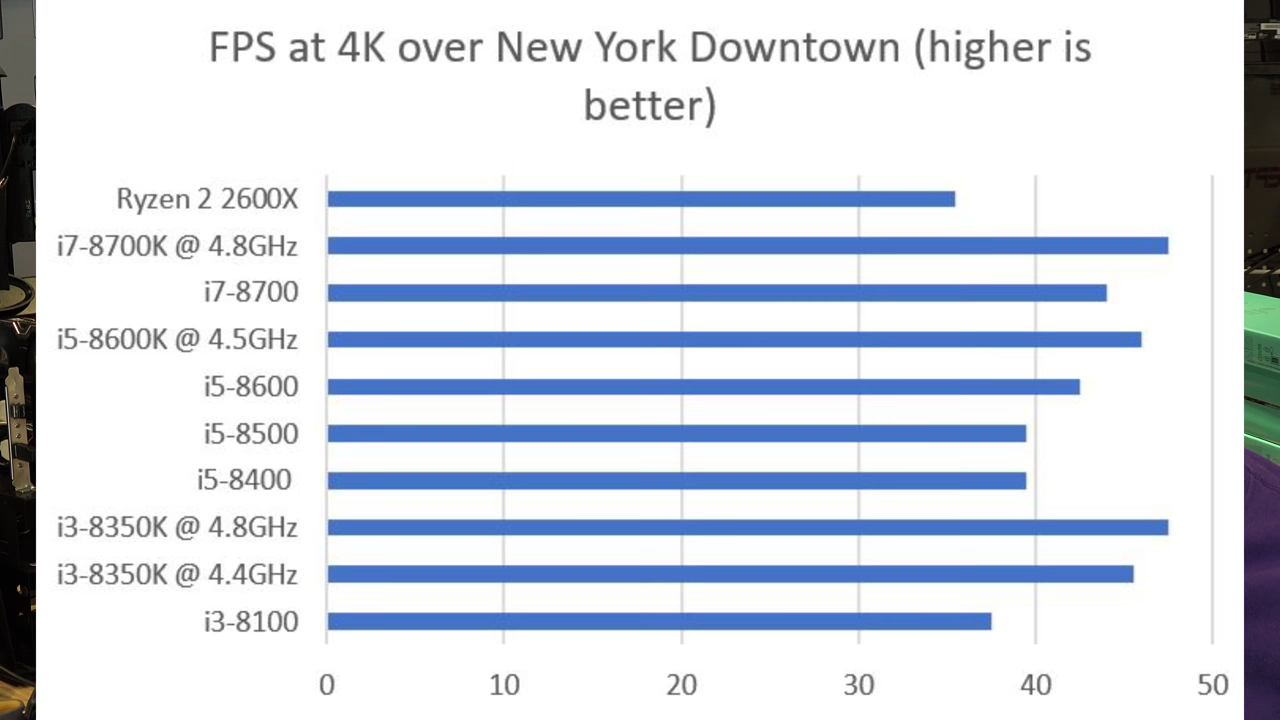 FPS at 4K over New York Downtown (higher is
better)
Ryzen 2 2600X
i7-8700K @ 4.8GHz
i7-8700
i5-8600K @ 4.5GHz
i5-8600
i5-8500
i5-8400
i3-8350K @ 4.8GHz
i3-8350K @ 4.4GHz
i3-8100
0 10 20 30 40 50